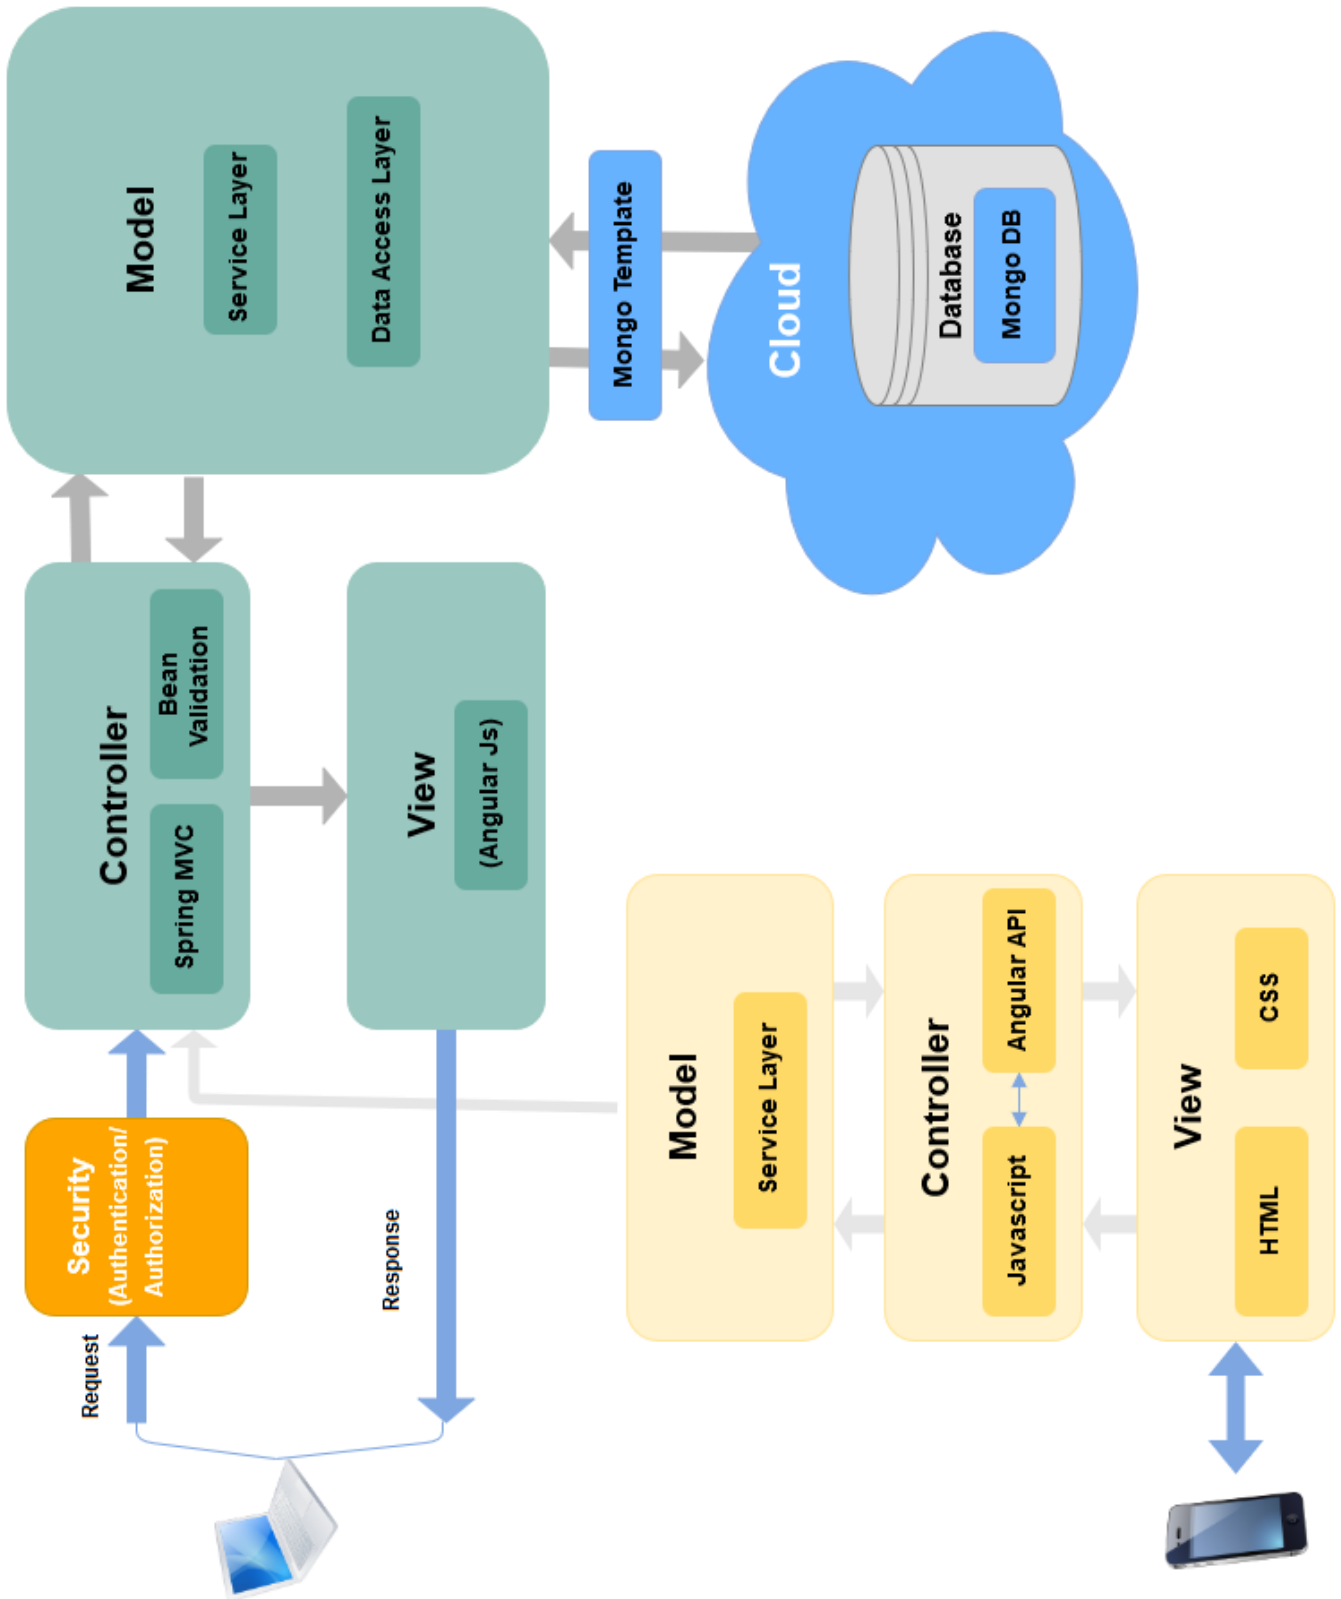 Request
Security
(Authentication/
Authorization)
Controller
Spring MVC
Bean
Validation
Model
Service Layer
Data Access Layer
Response
View
(Angular Js)
Mongo Template
Cloud
Database
Mongo DB
Model
Service Layer
Controller
Javascript
Angular API
View
HTML
CSS